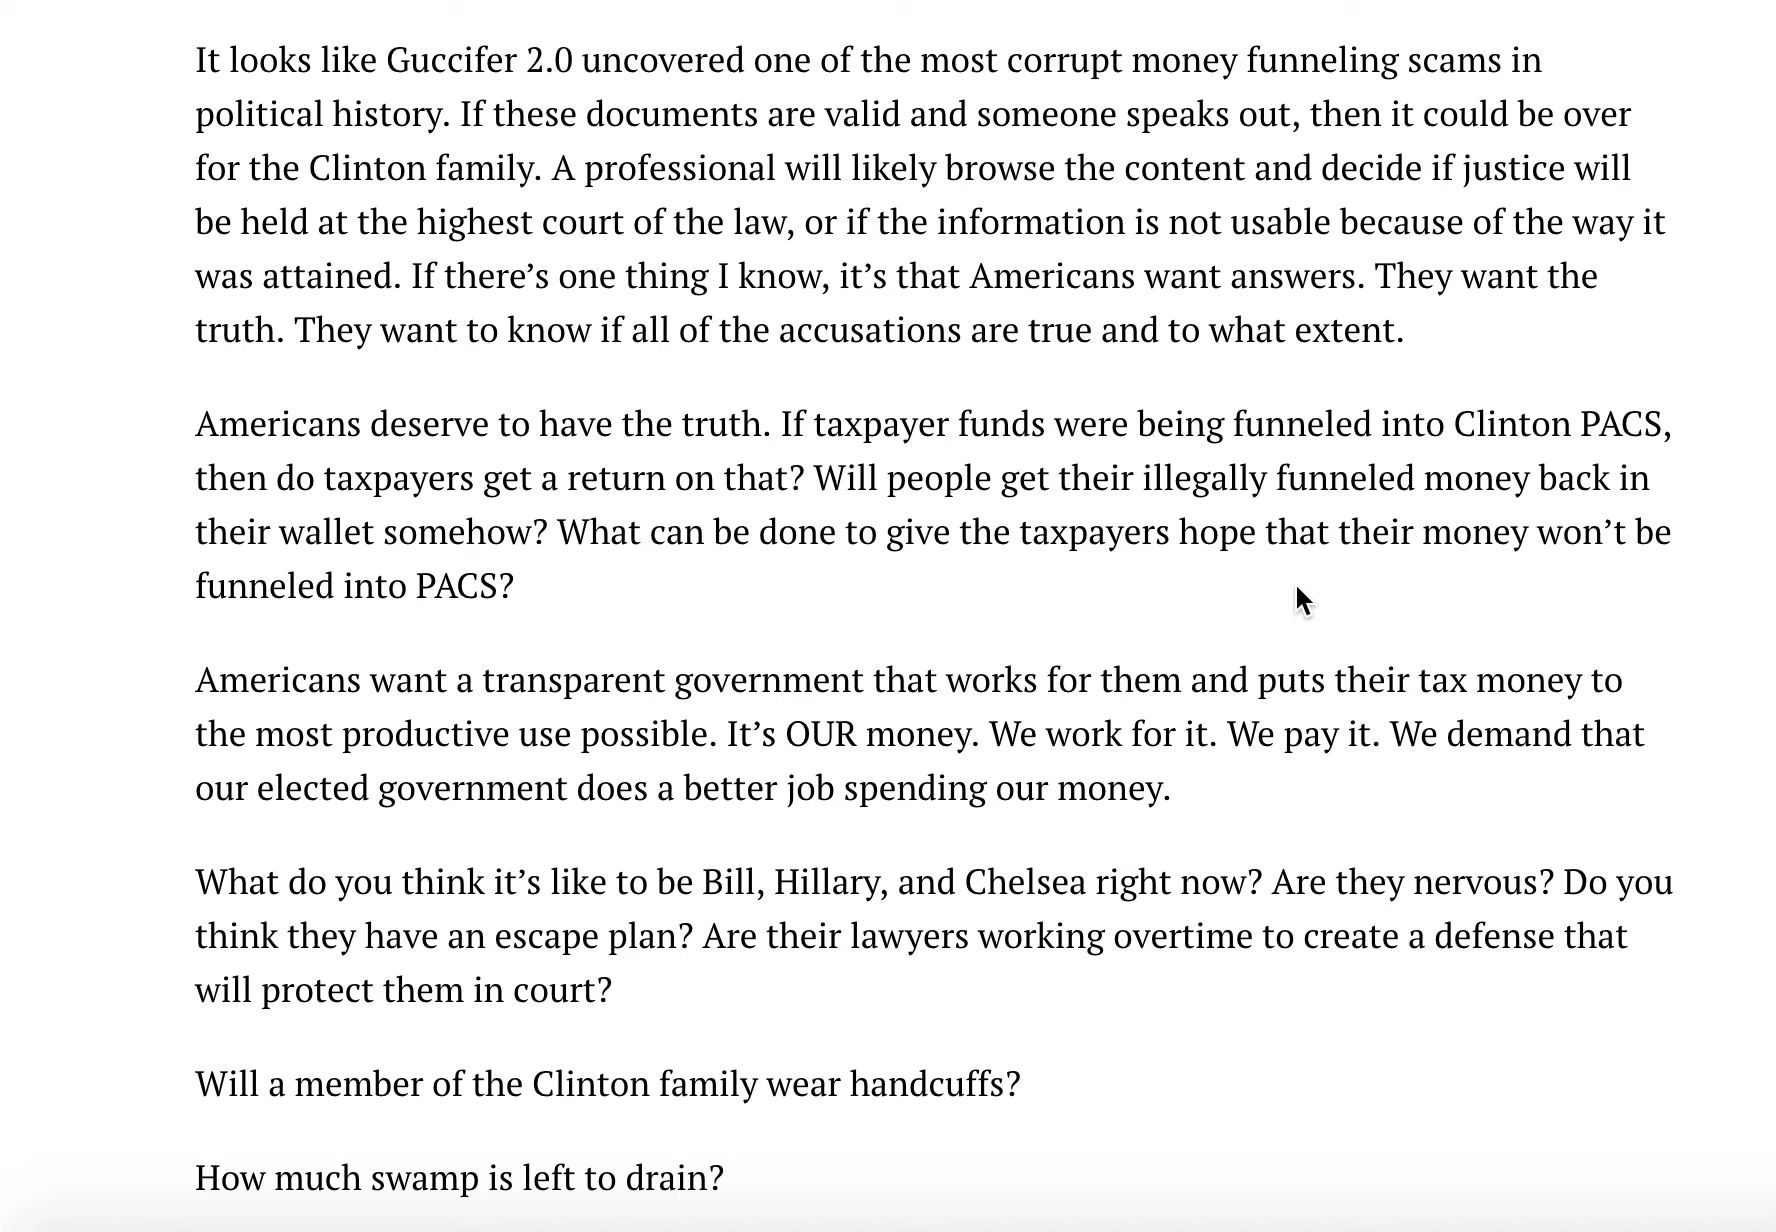 It looks like Guccifer 2.0 uncovered one of the most corrupt money funneling scams in
political history. If these documents are valid and someone speaks out, then it could be over
for the Clinton family. A professional will likely browse the content and decide if justice will
be held at the highest court of the law, or if the information is not usable because of the way it
was attained. If there’s one thing I know, it’s that Americans want answers. They want the
truth. They want to know if all of the accusations are true and to what extent.
Americans deserve to have the truth. If taxpayer funds were being funneled into Clinton PACS,
then do taxpayers get a return on that? Will people get their illegally funneled money back in
their wallet somehow? What can be done to give the taxpayers hope that their money won’t be
funneled into PACS?
Americans want a transparent government that works for them and puts their tax money to
the most productive use possible. It’s OUR money. We work for it. We pay it. We demand that
our elected government does a better job spending our money.
What do you think it’s like to be Bill, Hillary, and Chelsea right now? Are they nervous? Do you
think they have an escape plan? Are their lawyers working overtime to create a defense that
will protect them in court?
Will a member of the Clinton family wear handcuffs?
How much swamp is left to drain?